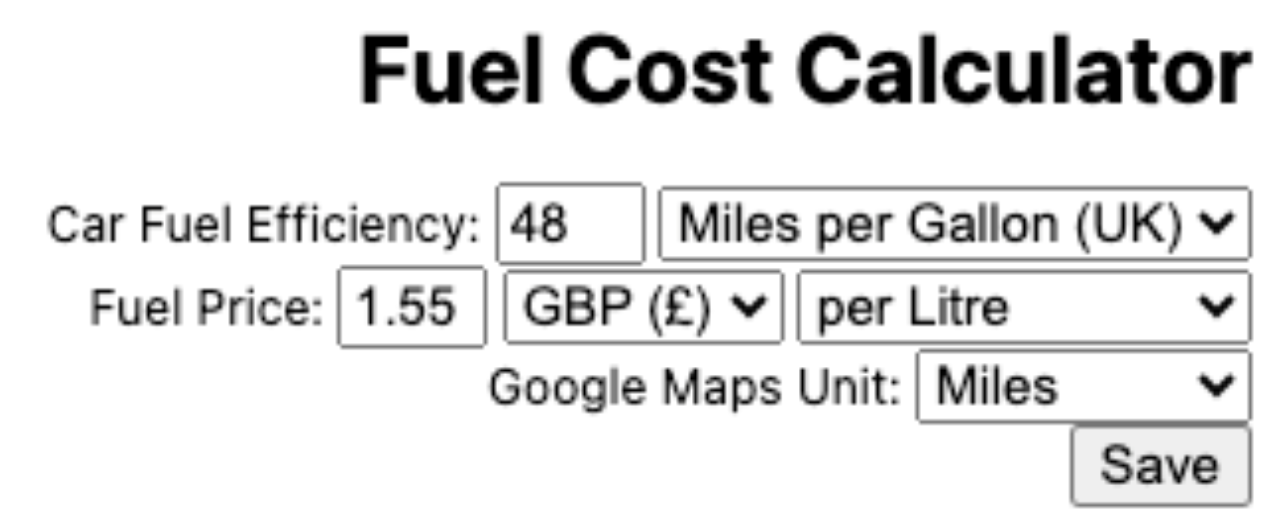 Fuel Cost Calculator
Car Fuel Efficiency: 48 Miles per Gallon (UK)
Fuel Price: 1.55 GBP (£) per Litre
Google Maps Unit: Miles
Save